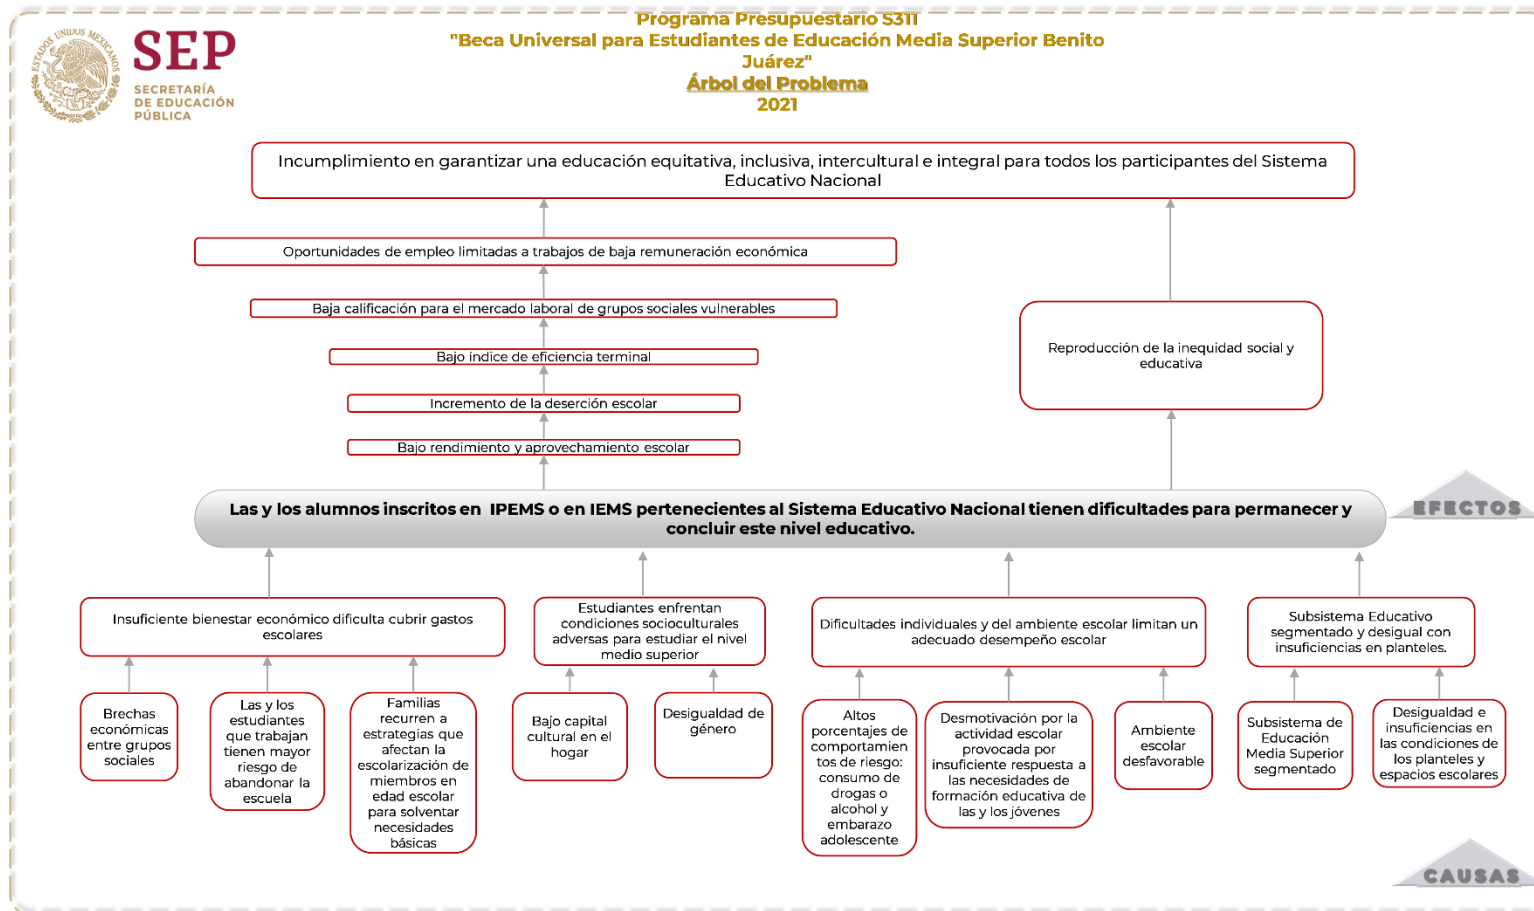 Programa Presupuestario S311
"Beca Universal para Estudiantes de Educación Media Superior Benito
Juárez"
Árbol del Problema
2021
ESTADOS UNIDOS MEXICANOS
SEP
SECRETARÍA
DE EDUCACIÓN
PÚBLICA
Incumplimiento en garantizar una educación equitativa, inclusiva, intercultural e integral para todos los participantes del Sistema
Educativo Nacional
Oportunidades de empleo limitadas a trabajos de baja remuneración económica
Baja calificación para el mercado laboral de grupos sociales vulnerables
Bajo índice de eficiencia terminal
Incremento de la deserción escolar
Bajo rendimiento y aprovechamiento escolar
Reproducción de la inequidad social y
educativa
Las y los alumnos inscritos en IPEMS o en IEMS pertenecientes al Sistema Educativo Nacional tienen dificultades para permanecer y
concluir este nivel educativo.
EFECTOS
Insuficiente bienestar económico dificulta cubrir gastos
escolares
Estudiantes enfrentan
condiciones socioculturales
adversas para estudiar el nivel
medio superior
Dificultades individuales y del ambiente escolar limitan un
adecuado desempeño escolar
Subsistema Educativo
segmentado y desigual con
insuficiencias en planteles.
Brechas
económicas
entre grupos
sociales
Las y los
estudiantes
que trabajan
tienen mayor
riesgo de
abandonar la
escuela
Familias
recurren a
estrategias que
afectan la
escolarización de
miembros en
edad escolar
para solventar
necesidades
básicas
Bajo capital
cultural en el
hogar
Desigualdad de
género
Altos
porcentajes de
comportamien
tos de riesgo:
consumo de
drogas o
alcohol y
embarazo
adolescente
Desmotivación por la
actividad escolar
provocada por
insuficiente respuesta a
las necesidades de
formación educativa de
las y los jóvenes
Ambiente
escolar
desfavorable
Subsistema de
Educación
Media Superior
segmentado
Desigualdad e
insuficiencias en
las condiciones de
los planteles y
espacios escolares
CAUSAS